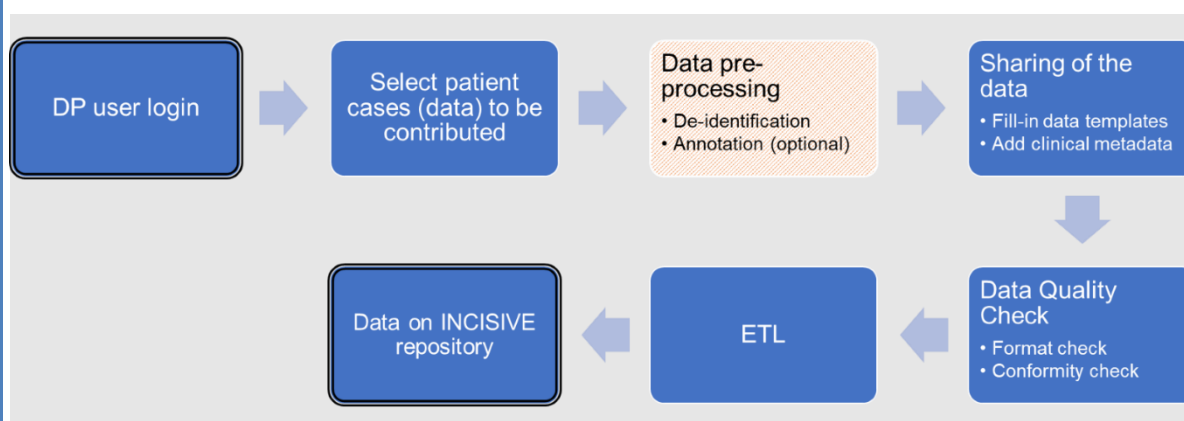 DP user login
Select patient
cases (data) to be
contributed
Data pre-
processing
• De-identification
• Annotation (optional)
Sharing of the
data
• Fill-in data templates
• Add clinical metadata
Data Quality
Check
• Format check
• Conformity check
ETL
Data on INCISIVE
repository